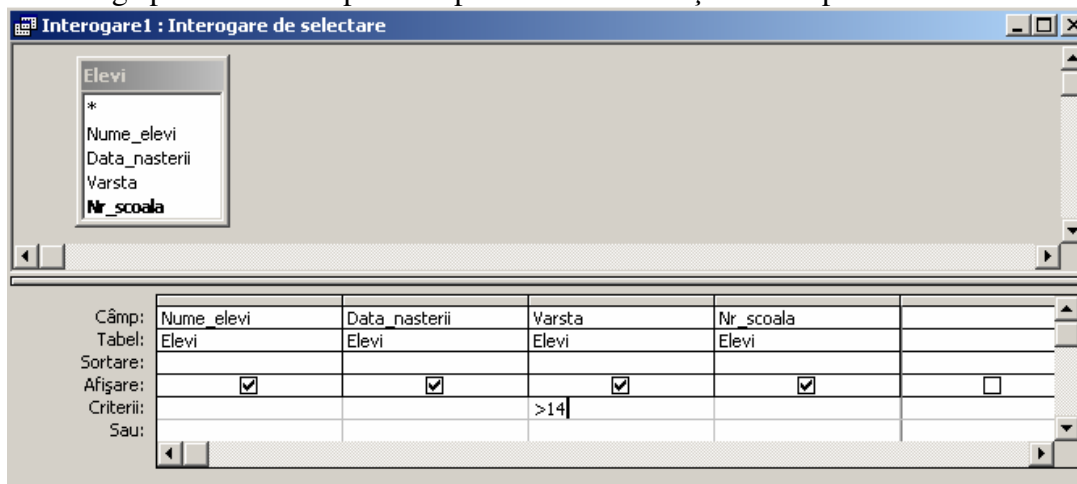 Interogare1 : Interogare de selectare
Elevi
*
Nume_elevi
Data_nasterii
Varsta
Nr_scoala
Câmp: Nume_elevi Data_nasterii Varsta Nr_scoala
Tabel: Elevi Elevi Elevi Elevi
Sortare:
Afişare:
Criterii: >14
Sau: